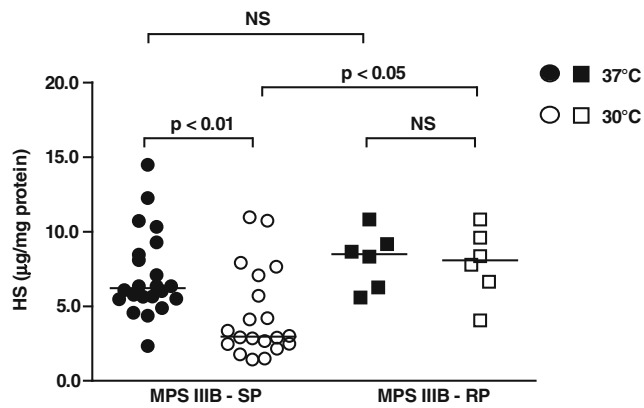 NS
20.0
p < 0.05
37°C
30°C
p < 0.01
NS
15.0
10.0
5.0
0.0
HS (µg/mg protein)
MPS IIIB - SP
MPS IIIB - RP